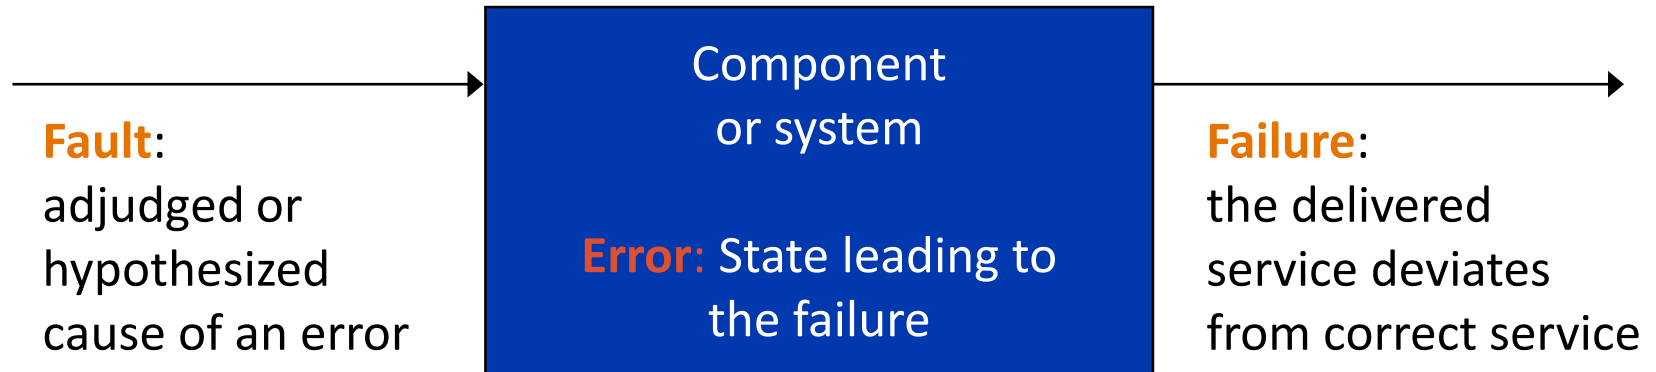 Component
or system
Error: State leading to
the failure
Fault:
adjudged or
hypothesized
cause of an error
Failure:
the delivered
service deviates
from correct service